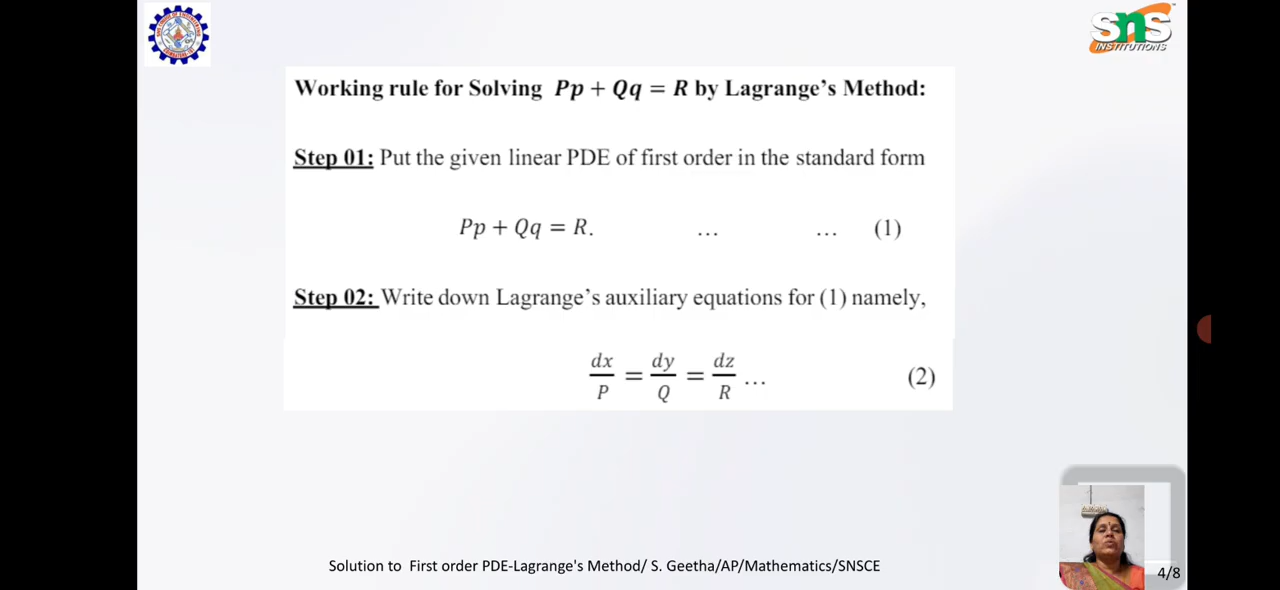 SNS
INSTITUTIONS
Working rule for Solving Pp + Qq = R by Lagrange's Method:
Step 01: Put the given linear PDE of first order in the standard form
Pp + Qq = R. ... ... (1)
Step 02: Write down Lagrange's auxiliary equations for (1) namely,
dx/P = dy/Q = dz/R ... (2)
Solution to First order PDE-Lagrange's Method/ S. Geetha/AP/Mathematics/SNSCE
4/8